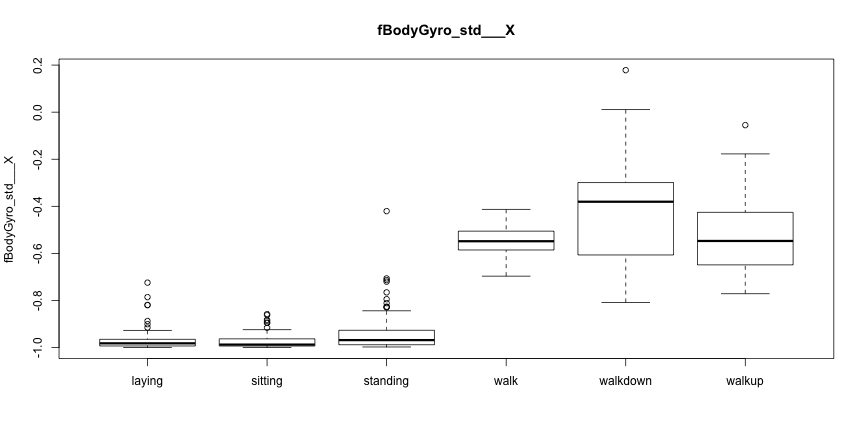 fBodyGyro_std___X
fBodyGyro_std___X
0.2
0.0
-0.2
-0.4
-0.6
-0.8
-1.0
laying sitting standing walk walkdown walkup